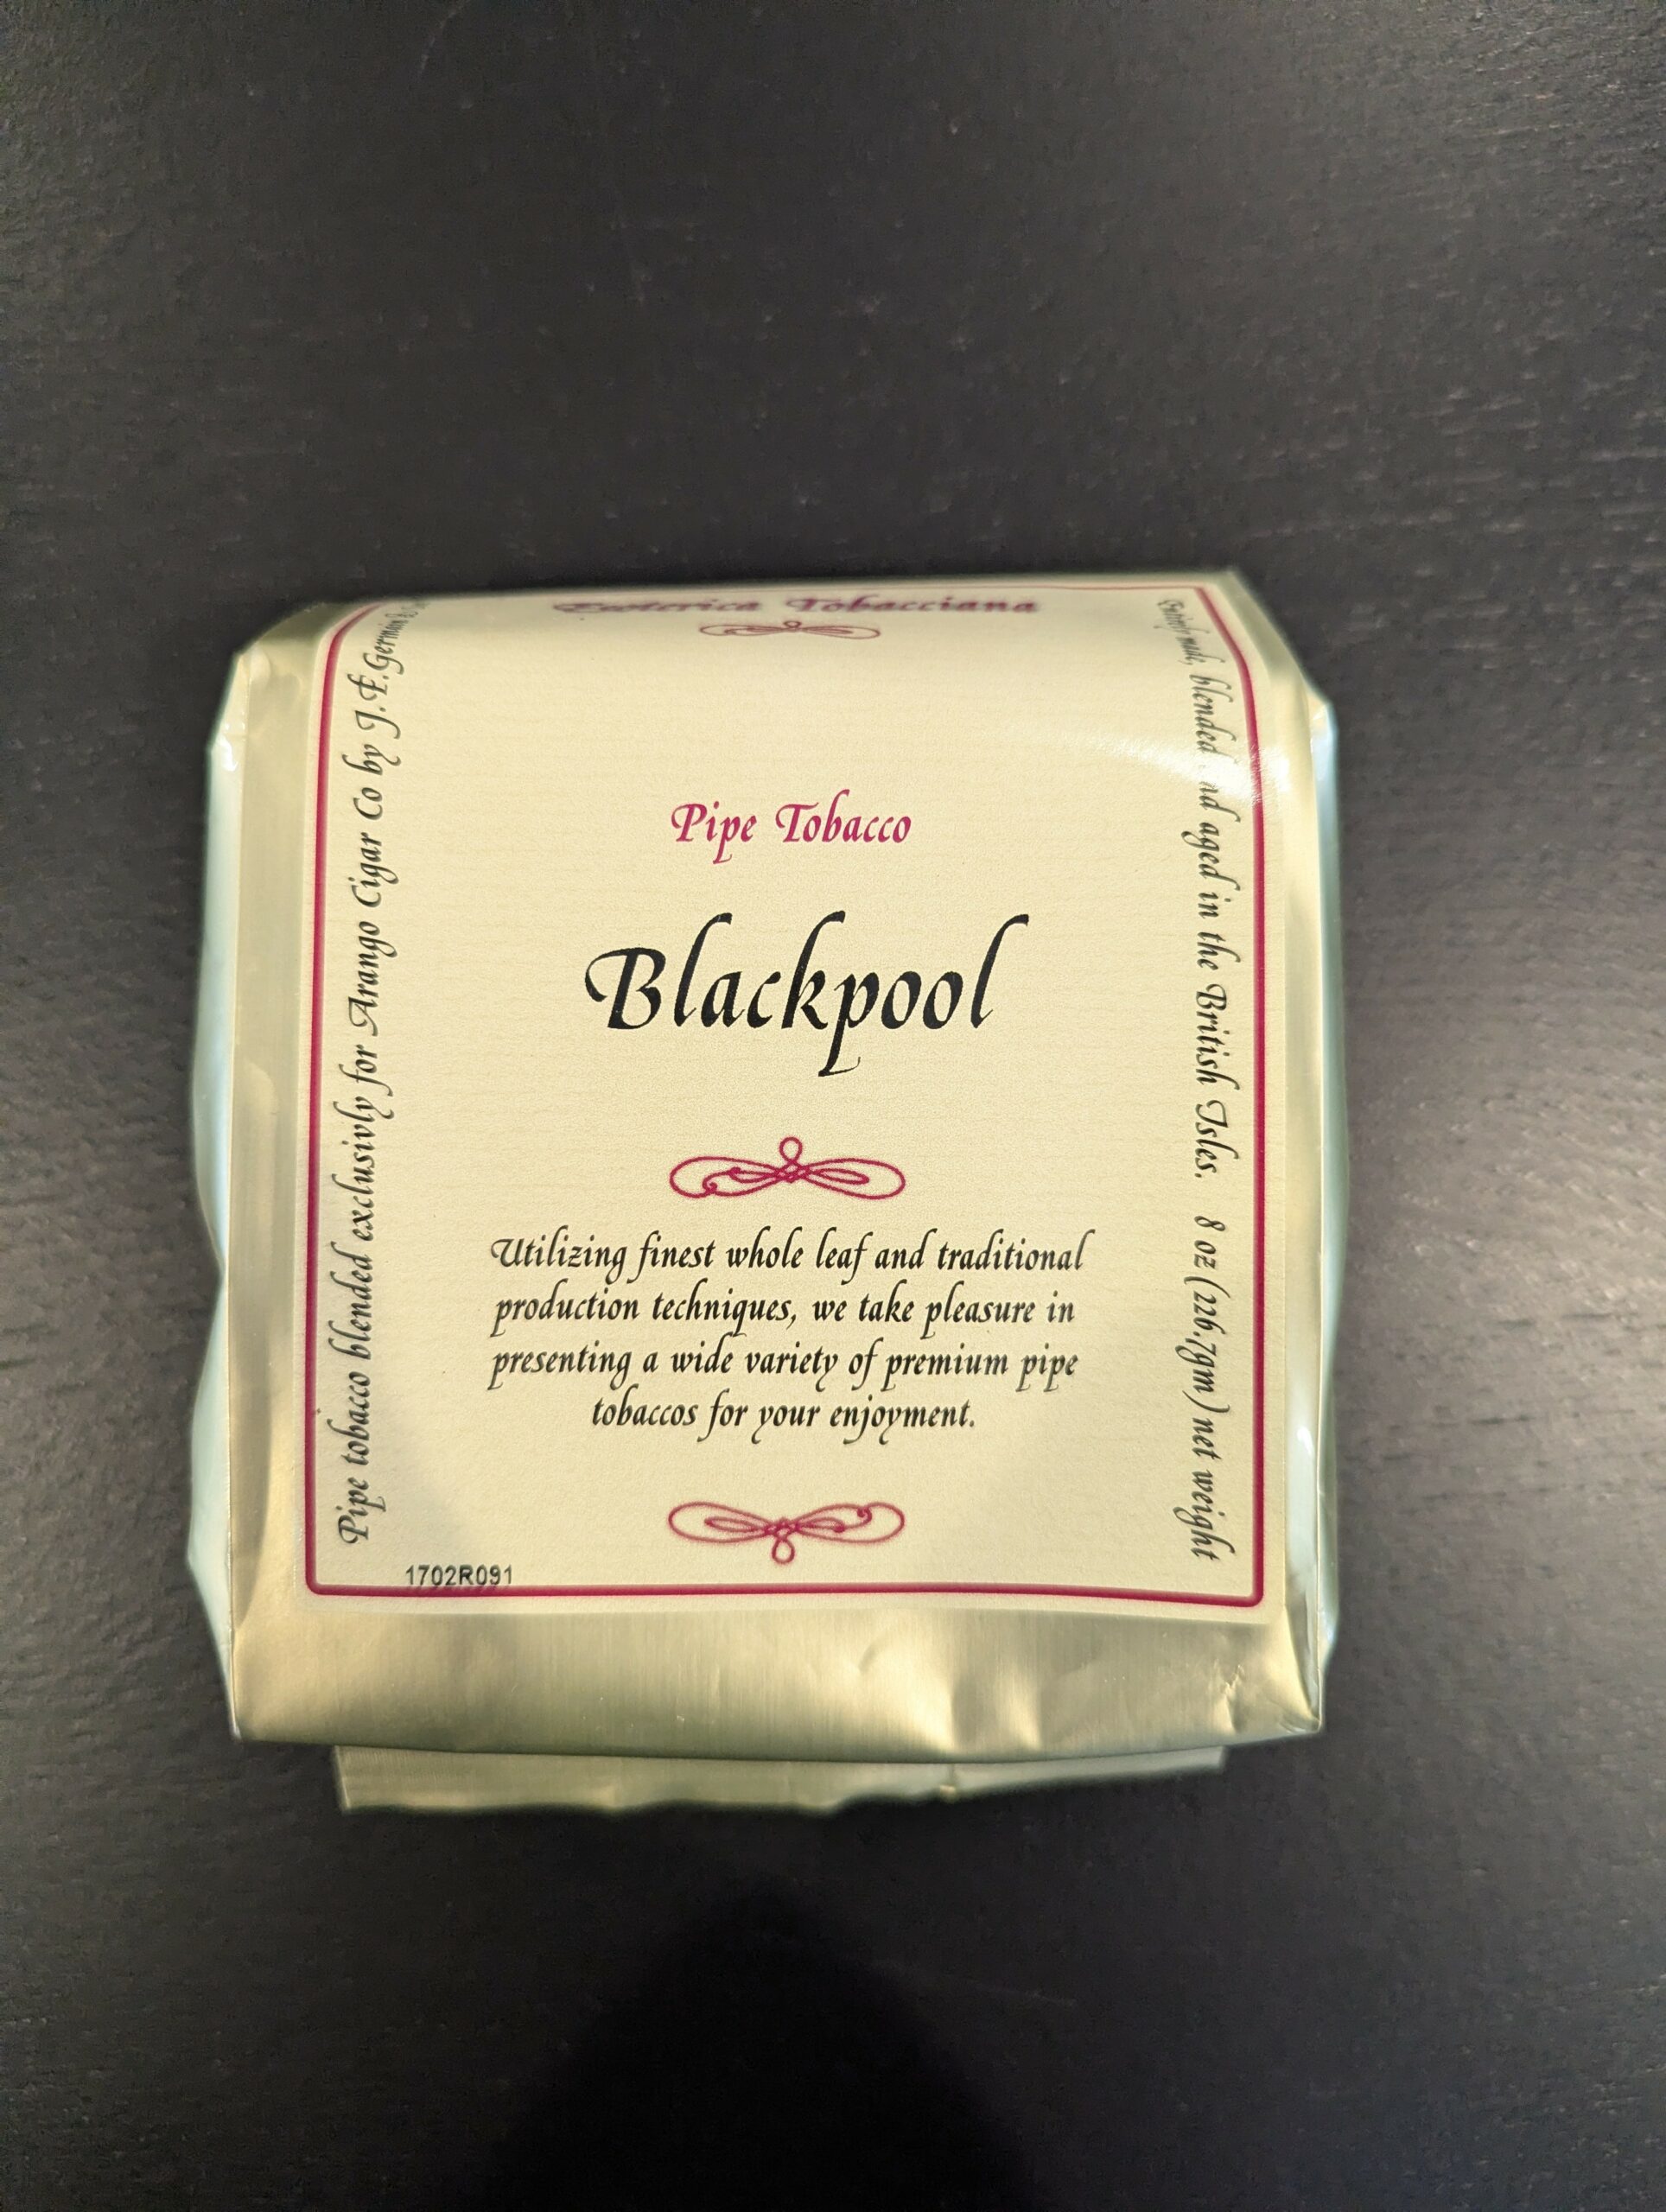 Esoterica Tobacciana
Pipe Tobacco
Blackpool
Utilizing finest whole leaf and traditional
production techniques, we take pleasure in
presenting a wide variety of premium pipe
tobaccos for your enjoyment.
1702R091
Pipe tobacco blended exclusivly for Arango Cigar Co by J.F.Germain &
Entirely made, blended and aged in the British Isles. 8 oz (226.7gm) net weight